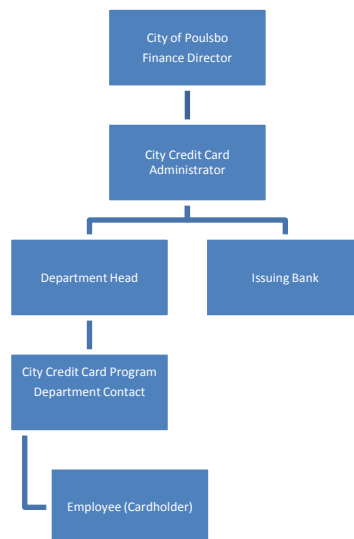 City of Poulsbo
Finance Director
City Credit Card
Administrator
Department Head
Issuing Bank
City Credit Card Program
Department Contact
Employee (Cardholder)